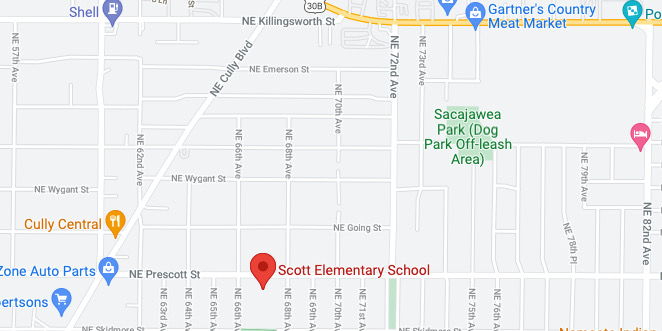 Shell
NE Killingsworth St
30B
Gartner's Country
Meat Market
Po
NE 57th Ave
NE Cully Blvd
NE Emerson St
NE 72nd Ave
NE 73rd Ave
NE 70th Ave
Sacajawea
Park (Dog
Park Off-leash
Area)
NE 62nd Ave
NE 66th Ave
NE 68th Ave
NE Wygant St
NE Wygant St
NE 79th Ave
NE 82nd Ave
Cully Central
NE Going St
NE 78th Pl
Zone Auto Parts
NE Prescott St
Scott Elementary School
pertsons
NE 63rd Ave
NE 64th Ave
NE 65th Ave
NE 66th Ave
NE 68th Ave
NE 69th Ave
NE 70th Ave
NE 71st Ave
NE 75th Ave
NE 76th Ave
NE Skidmore St
NE Skidmore St
Namaste Indian